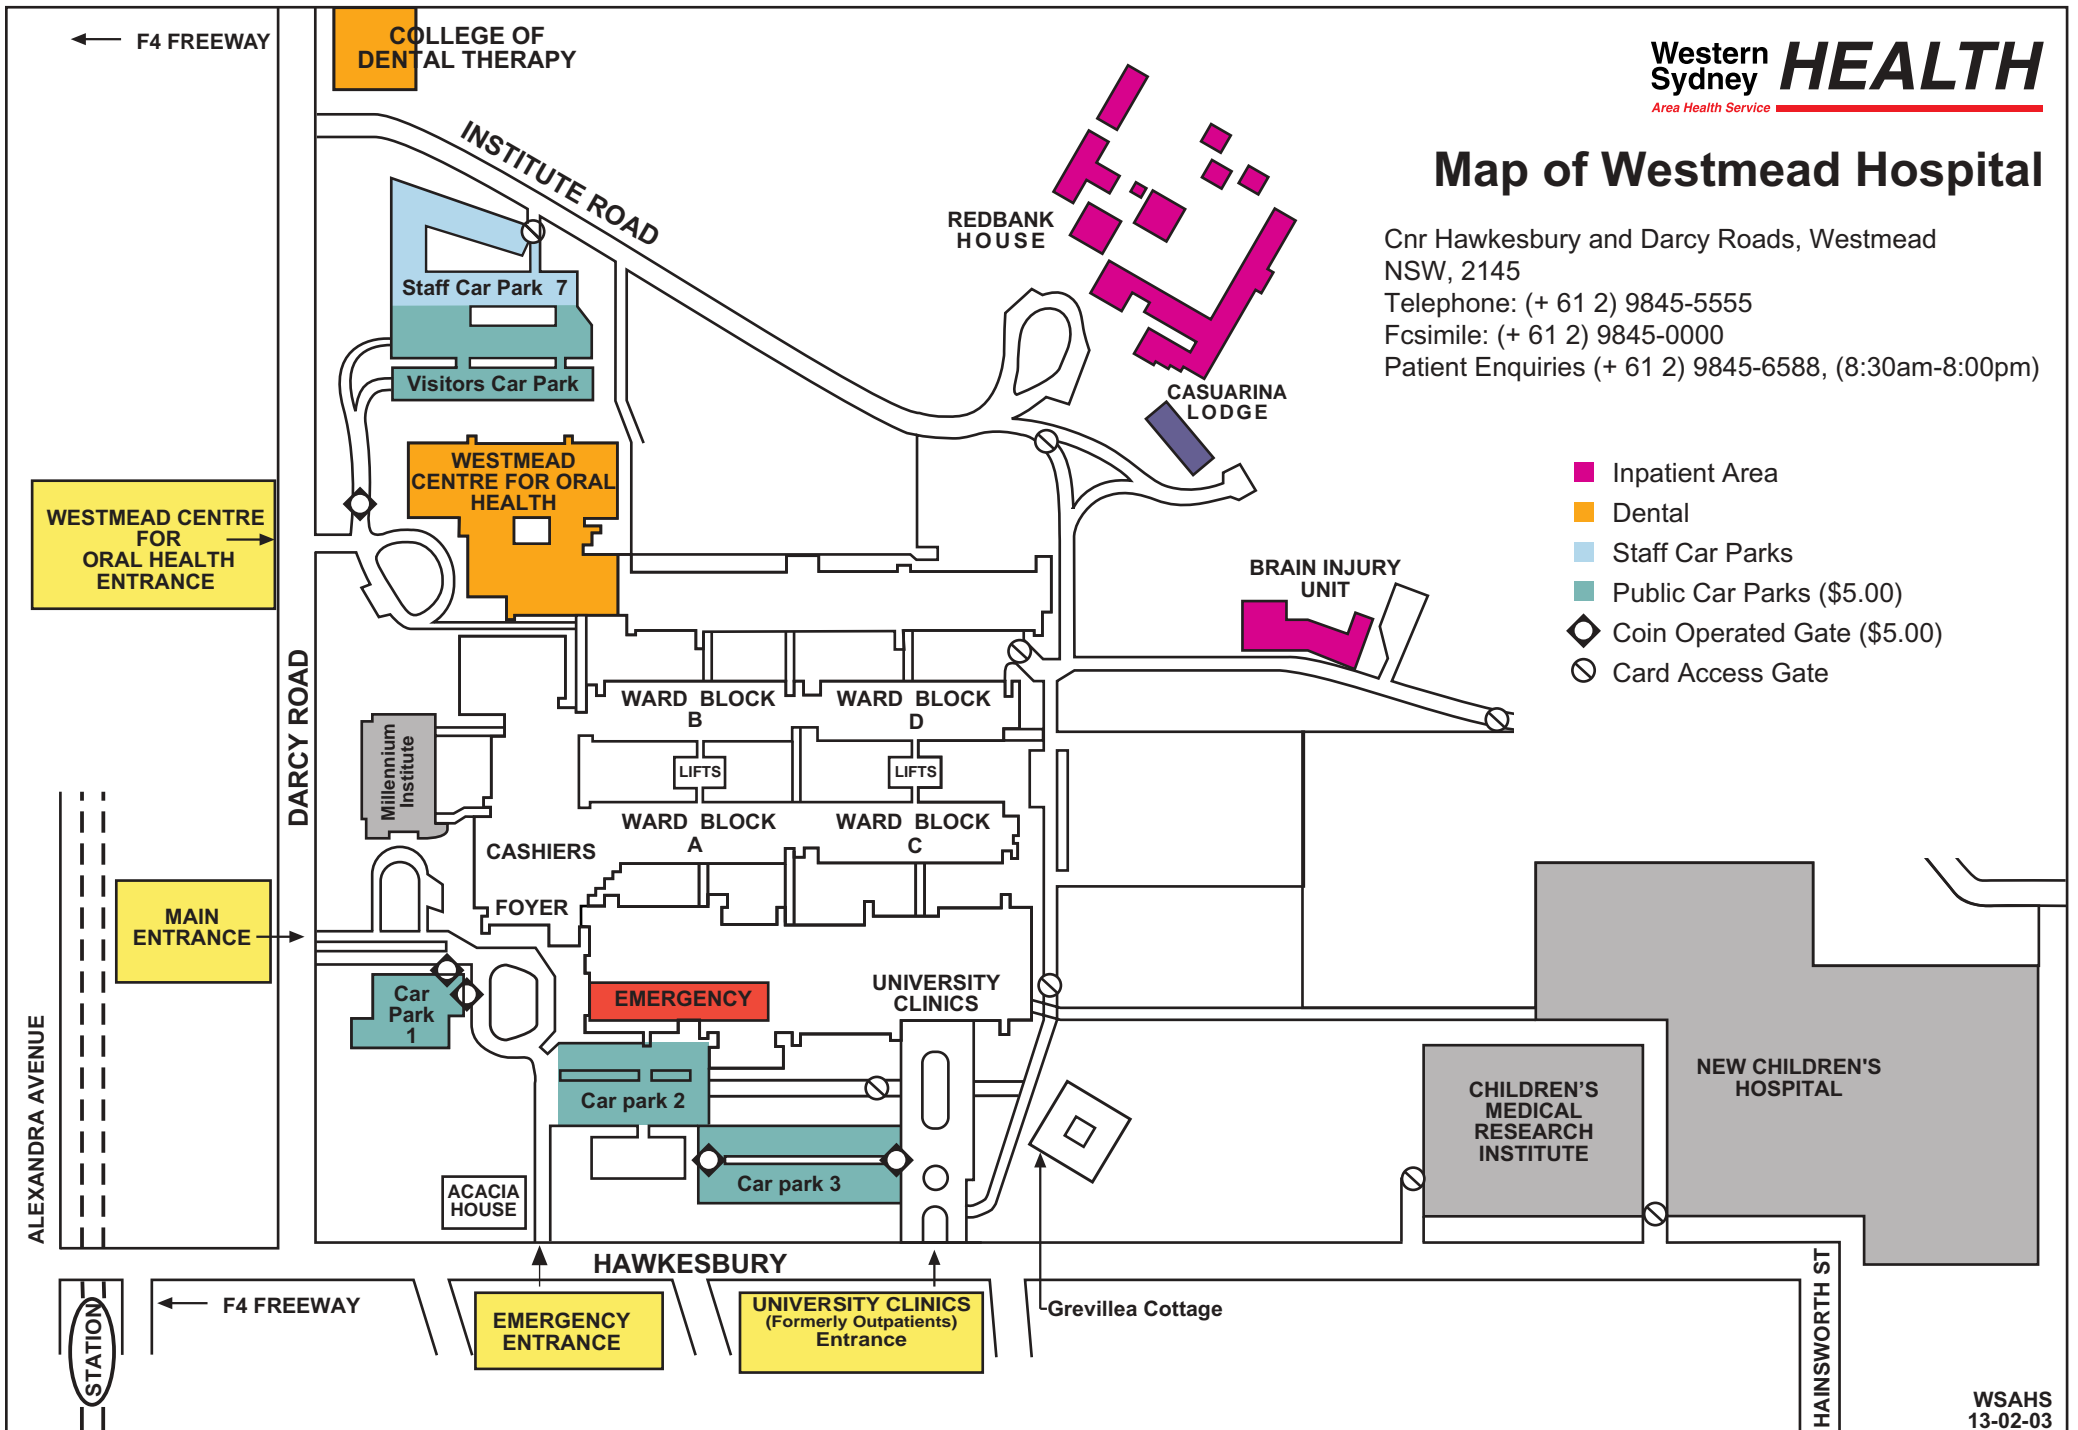 F4 FREEWAY
COLLEGE OF
DENTAL THERAPY
Western
Sydney
HEALTH
Area Health Service
Map of Westmead Hospital
Cnr Hawkesbury and Darcy Roads, Westmead
NSW, 2145
Telephone: (+ 61 2) 9845-5555
Fcsimile: (+ 61 2) 9845-0000
Patient Enquiries (+ 61 2) 9845-6588, (8:30am-8:00pm)
INSTITUTE ROAD
REDBANK
HOUSE
Staff Car Park 7
Visitors Car Park
CASUARINA
LODGE
Inpatient Area
Dental
Staff Car Parks
Public Car Parks ($5.00)
Coin Operated Gate ($5.00)
Card Access Gate
WESTMEAD
CENTRE FOR ORAL
HEALTH
WESTMEAD CENTRE
FOR
ORAL HEALTH
ENTRANCE
BRAIN INJURY
UNIT
DARCY ROAD
WARD BLOCK
B
WARD BLOCK
D
Millennium
Institute
LIFTS
LIFTS
WARD BLOCK
A
WARD BLOCK
C
CASHIERS
FOYER
MAIN
ENTRANCE
Car
Park
1
EMERGENCY
UNIVERSITY
CLINICS
ALEXANDRA AVENUE
Car park 2
Car park 3
CHILDREN'S
MEDICAL
RESEARCH
INSTITUTE
NEW CHILDREN'S
HOSPITAL
ACACIA
HOUSE
HAWKESBURY
F4 FREEWAY
STATION
EMERGENCY
ENTRANCE
UNIVERSITY CLINICS
(Formerly Outpatients)
Entrance
Grevillea Cottage
HAINSWORTH ST
WSAHS
13-02-03